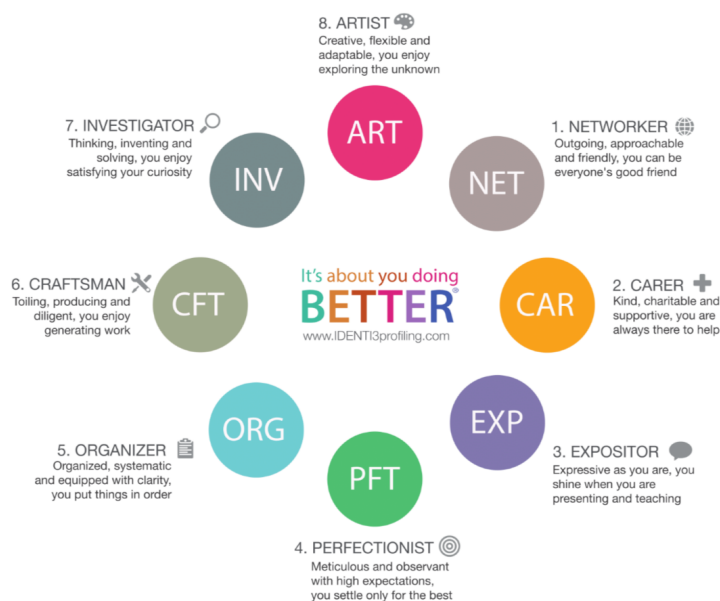 8. ARTIST
Creative, flexible and
adaptable, you enjoy
exploring the unknown
ART
1. NETWORKER
Outgoing, approachable
and friendly, you can be
everyone's good friend
NET
2. CARER
Kind, charitable and
supportive, you are
always there to help
CAR
3. EXPOSITOR
Expressive as you are, you
shine when you are
presenting and teaching
EXP
4. PERFECTIONIST
Meticulous and observant
with high expectations,
you settle only for the best
PFT
5. ORGANIZER
Organized, systematic
and equipped with clarity,
you put things in order
ORG
6. CRAFTSMAN
Toiling, producing and
diligent, you enjoy
generating work
CFT
7. INVESTIGATOR
Thinking, inventing and
solving, you enjoy
satisfying your curiosity
INV
It's about you doing
BETTER®
www.IDENTI3profiling.com